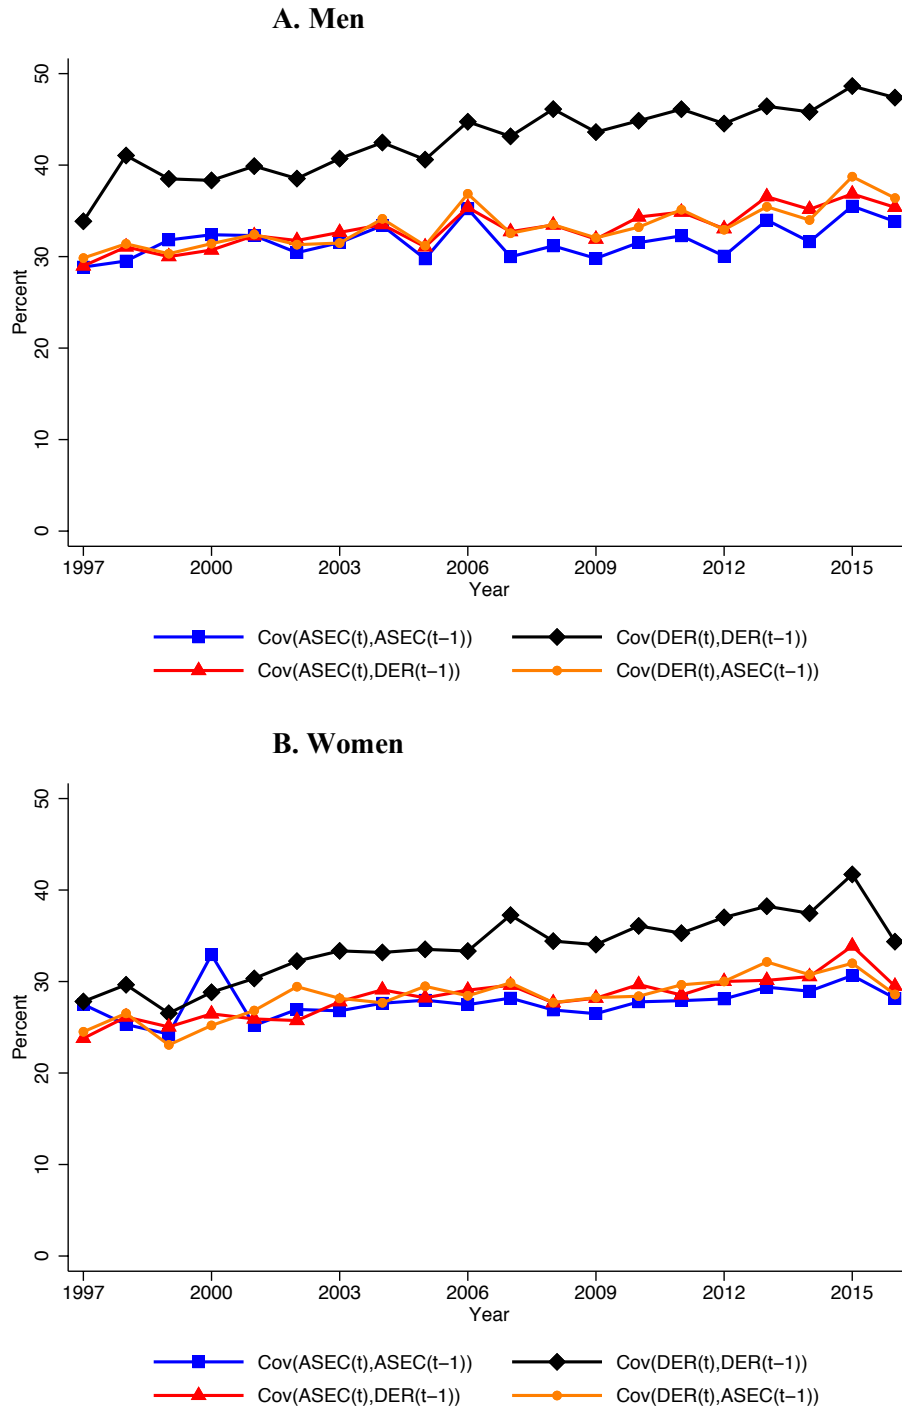 A. Men
50
40
30
20
10
0
Percent
1997 2000 2003 2006 2009 2012 2015
Year
Cov(ASEC(t),ASEC(t−1)) Cov(DER(t),DER(t−1))
Cov(ASEC(t),DER(t−1)) Cov(DER(t),ASEC(t−1))
B. Women
50
40
30
20
10
0
Percent
1997 2000 2003 2006 2009 2012 2015
Year
Cov(ASEC(t),ASEC(t−1)) Cov(DER(t),DER(t−1))
Cov(ASEC(t),DER(t−1)) Cov(DER(t),ASEC(t−1))